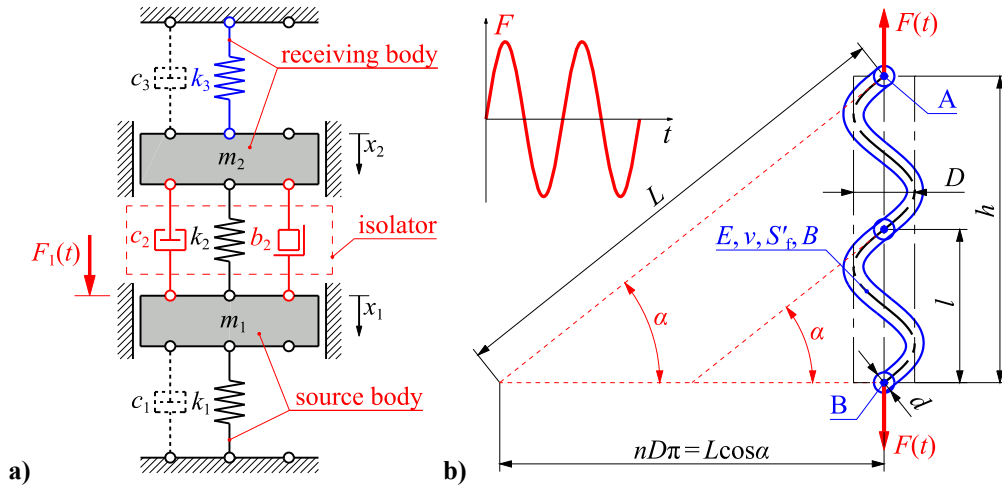 receiving body
c₃
k₃
m₂
x₂
c₂
k₂
b₂
isolator
F₁(t)
m₁
x₁
c₁
k₁
source body
a)
F
t
F(t)
A
L
D
h
E, ν, S'f, B
l
α
α
B
d
F(t)
nDπ = Lcosα
b)